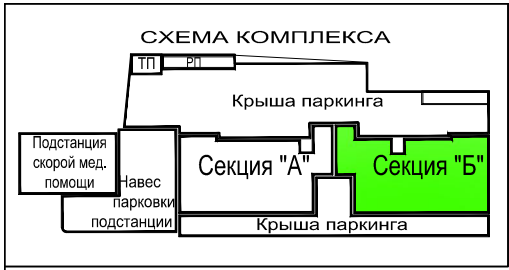 СХЕМА КОМПЛЕКСА
ТП
РП
Крыша паркинга
Подстанция
скорой мед.
помощи
Секция "А"
Секция "Б"
Навес
парковки
подстанции
Крыша паркинга